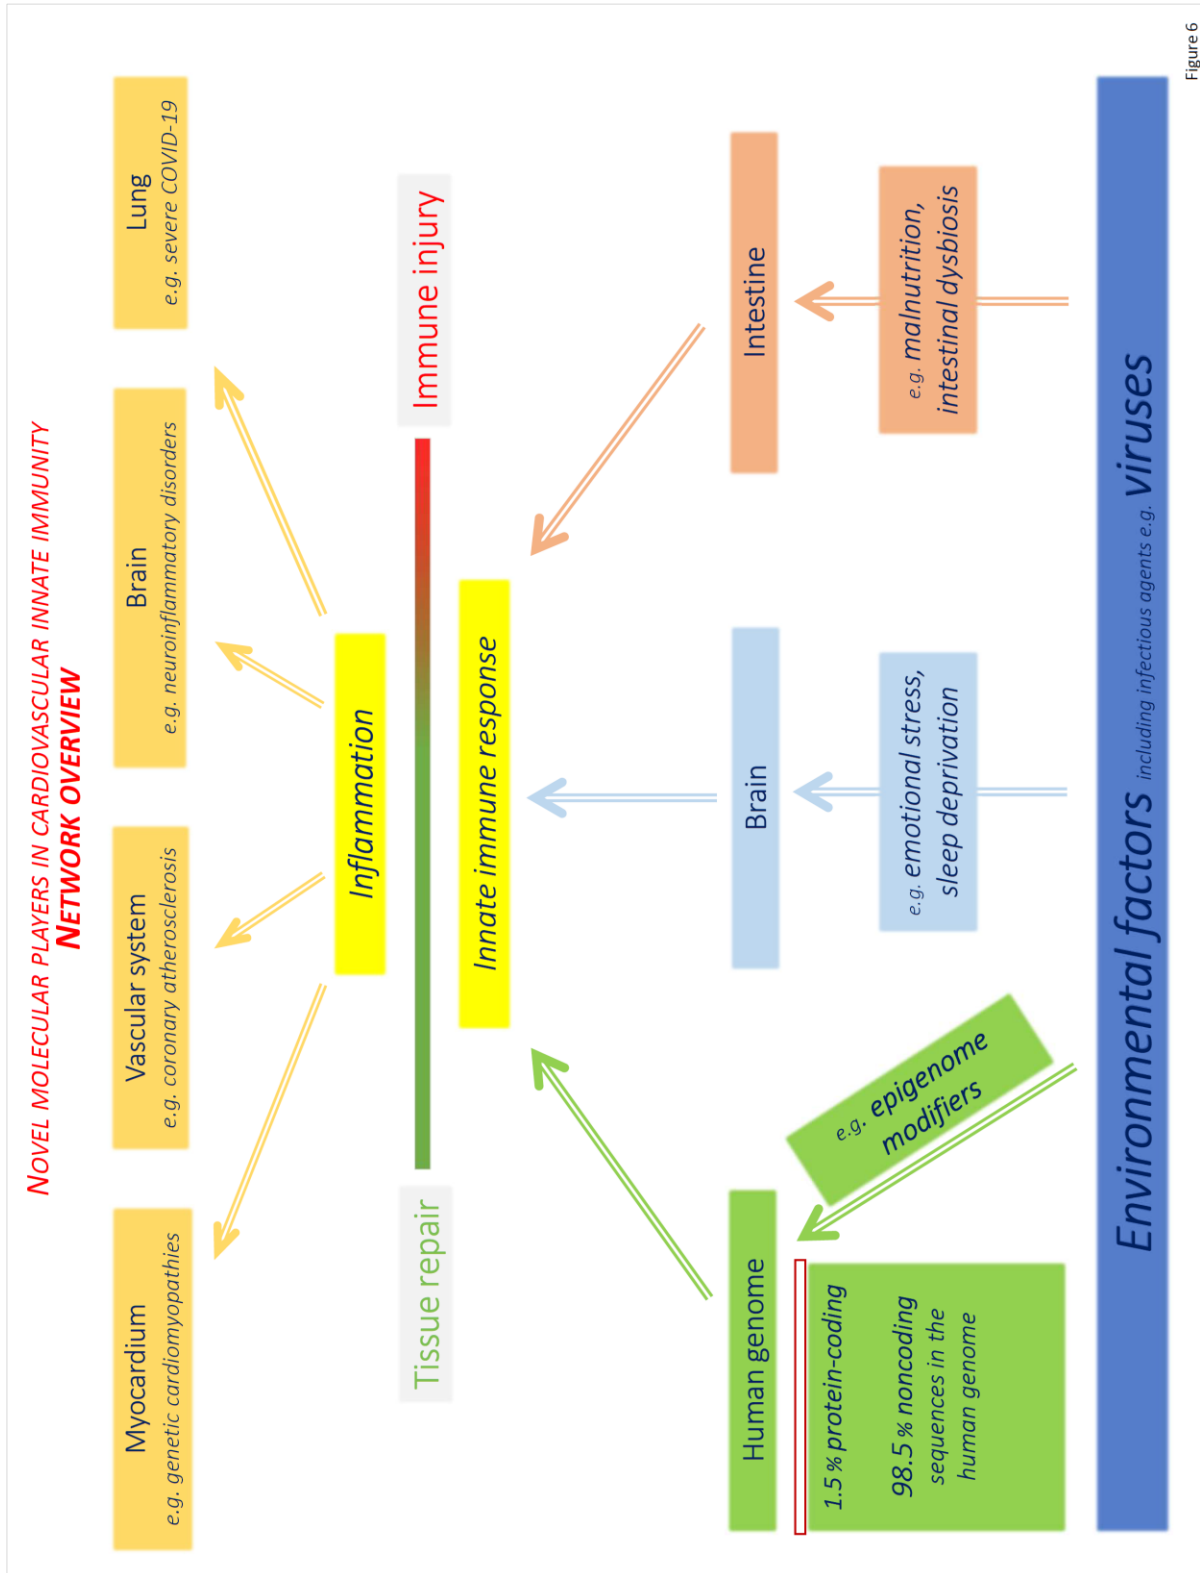 NOVEL MOLECULAR PLAYERS IN CARDIOVASCULAR INNATE IMMUNITY
NETWORK OVERVIEW
Myocardium
e.g. genetic cardiomyopathies
Vascular system
e.g. coronary atherosclerosis
Brain
e.g. neuroinflammatory disorders
Lung
e.g. severe COVID-19
Inflammation
Tissue repair
Immune injury
Innate immune response
Human genome
Brain
Intestine
1.5 % protein-coding
98.5 % noncoding
sequences in the
human genome
e.g. epigenome
modifiers
e.g. emotional stress,
sleep deprivation
e.g. malnutrition,
intestinal dysbiosis
Environmental factors including infectious agents e.g. viruses
Figure 6